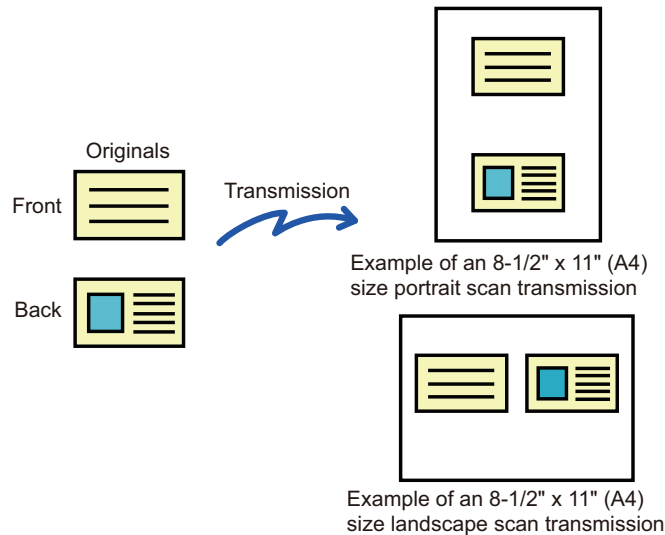 Originals
Front
Back
Transmission
Example of an 8-1/2" x 11" (A4)
size portrait scan transmission
Example of an 8-1/2" x 11" (A4)
size landscape scan transmission